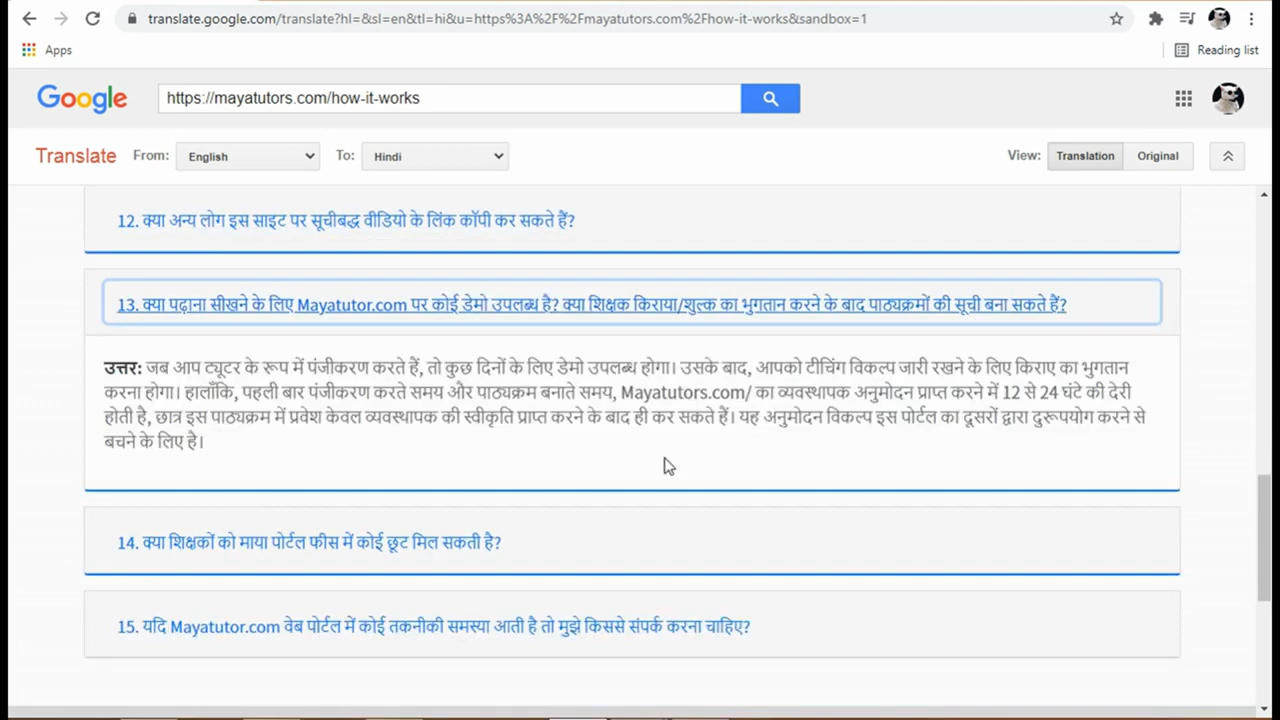 translate.google.com/translate?hl=&sl=en&tl=hi&u=https%3A%2F%2Fmayatutors.com%2Fhow-it-works&sandbox=1
Apps
Reading list
Google
https://mayatutors.com/how-it-works
Translate From: English To: Hindi View: Translation Original
12. क्या अन्य लोग इस साइट पर सूचीबद्ध वीडियो के लिंक कॉपी कर सकते हैं?
13. क्या पढ़ाना सीखने के लिए Mayatutor.com पर कोई डेमो उपलब्ध है? क्या शिक्षक किराया/शुल्क का भुगतान करने के बाद पाठ्यक्रमों की सूची बना सकते हैं?
उत्तर: जब आप ट्यूटर के रूप में पंजीकरण करते हैं, तो कुछ दिनों के लिए डेमो उपलब्ध होगा। उसके बाद, आपको टीचिंग विकल्प जारी रखने के लिए किराए का भुगतान
करना होगा। हालाँकि, पहली बार पंजीकरण करते समय और पाठ्यक्रम बनाते समय, Mayatutors.com/ का व्यवस्थापक अनुमोदन प्राप्त करने में 12 से 24 घंटे की देरी
होती है, छात्र इस पाठ्यक्रम में प्रवेश केवल व्यवस्थापक की स्वीकृति प्राप्त करने के बाद ही कर सकते हैं। यह अनुमोदन विकल्प इस पोर्टल का दूसरों द्वारा दुरूपयोग करने से
बचने के लिए है।
14. क्या शिक्षकों को माया पोर्टल फीस में कोई छूट मिल सकती है?
15. यदि Mayatutor.com वेब पोर्टल में कोई तकनीकी समस्या आती है तो मुझे किससे संपर्क करना चाहिए?